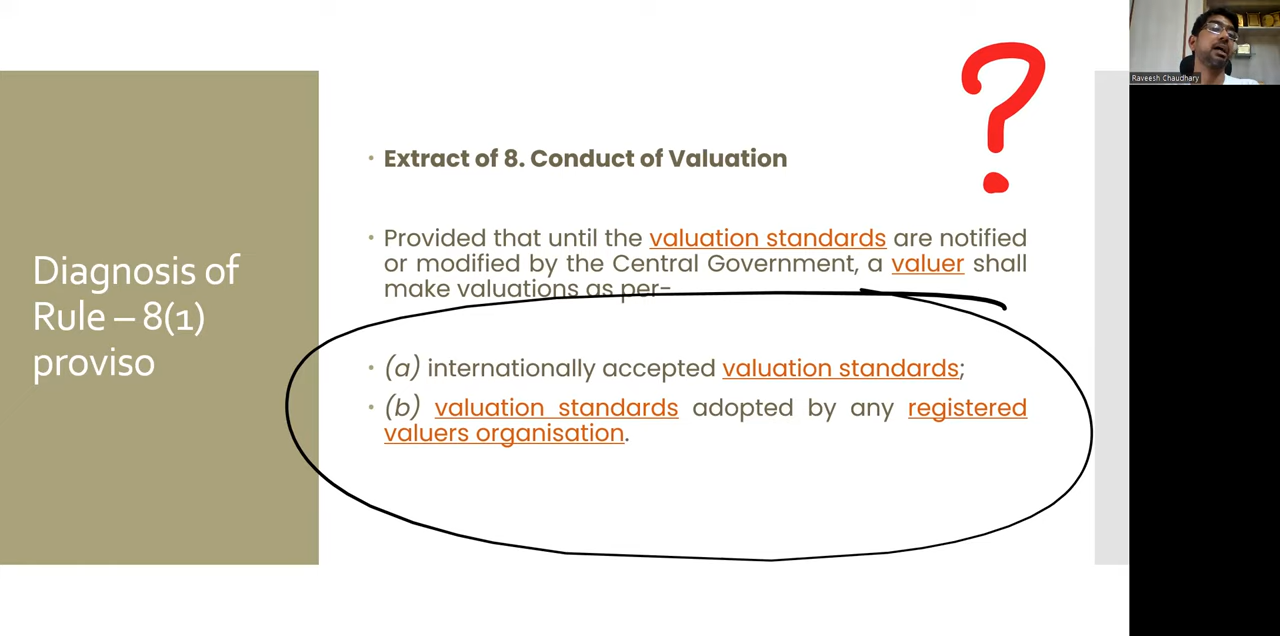 Diagnosis of
Rule – 8(1)
proviso
• Extract of 8. Conduct of Valuation
• Provided that until the valuation standards are notified
or modified by the Central Government, a valuer shall
make valuations as per-
• (a) internationally accepted valuation standards;
• (b) valuation standards adopted by any registered
valuers organisation.
?
Raveesh Chaudhary